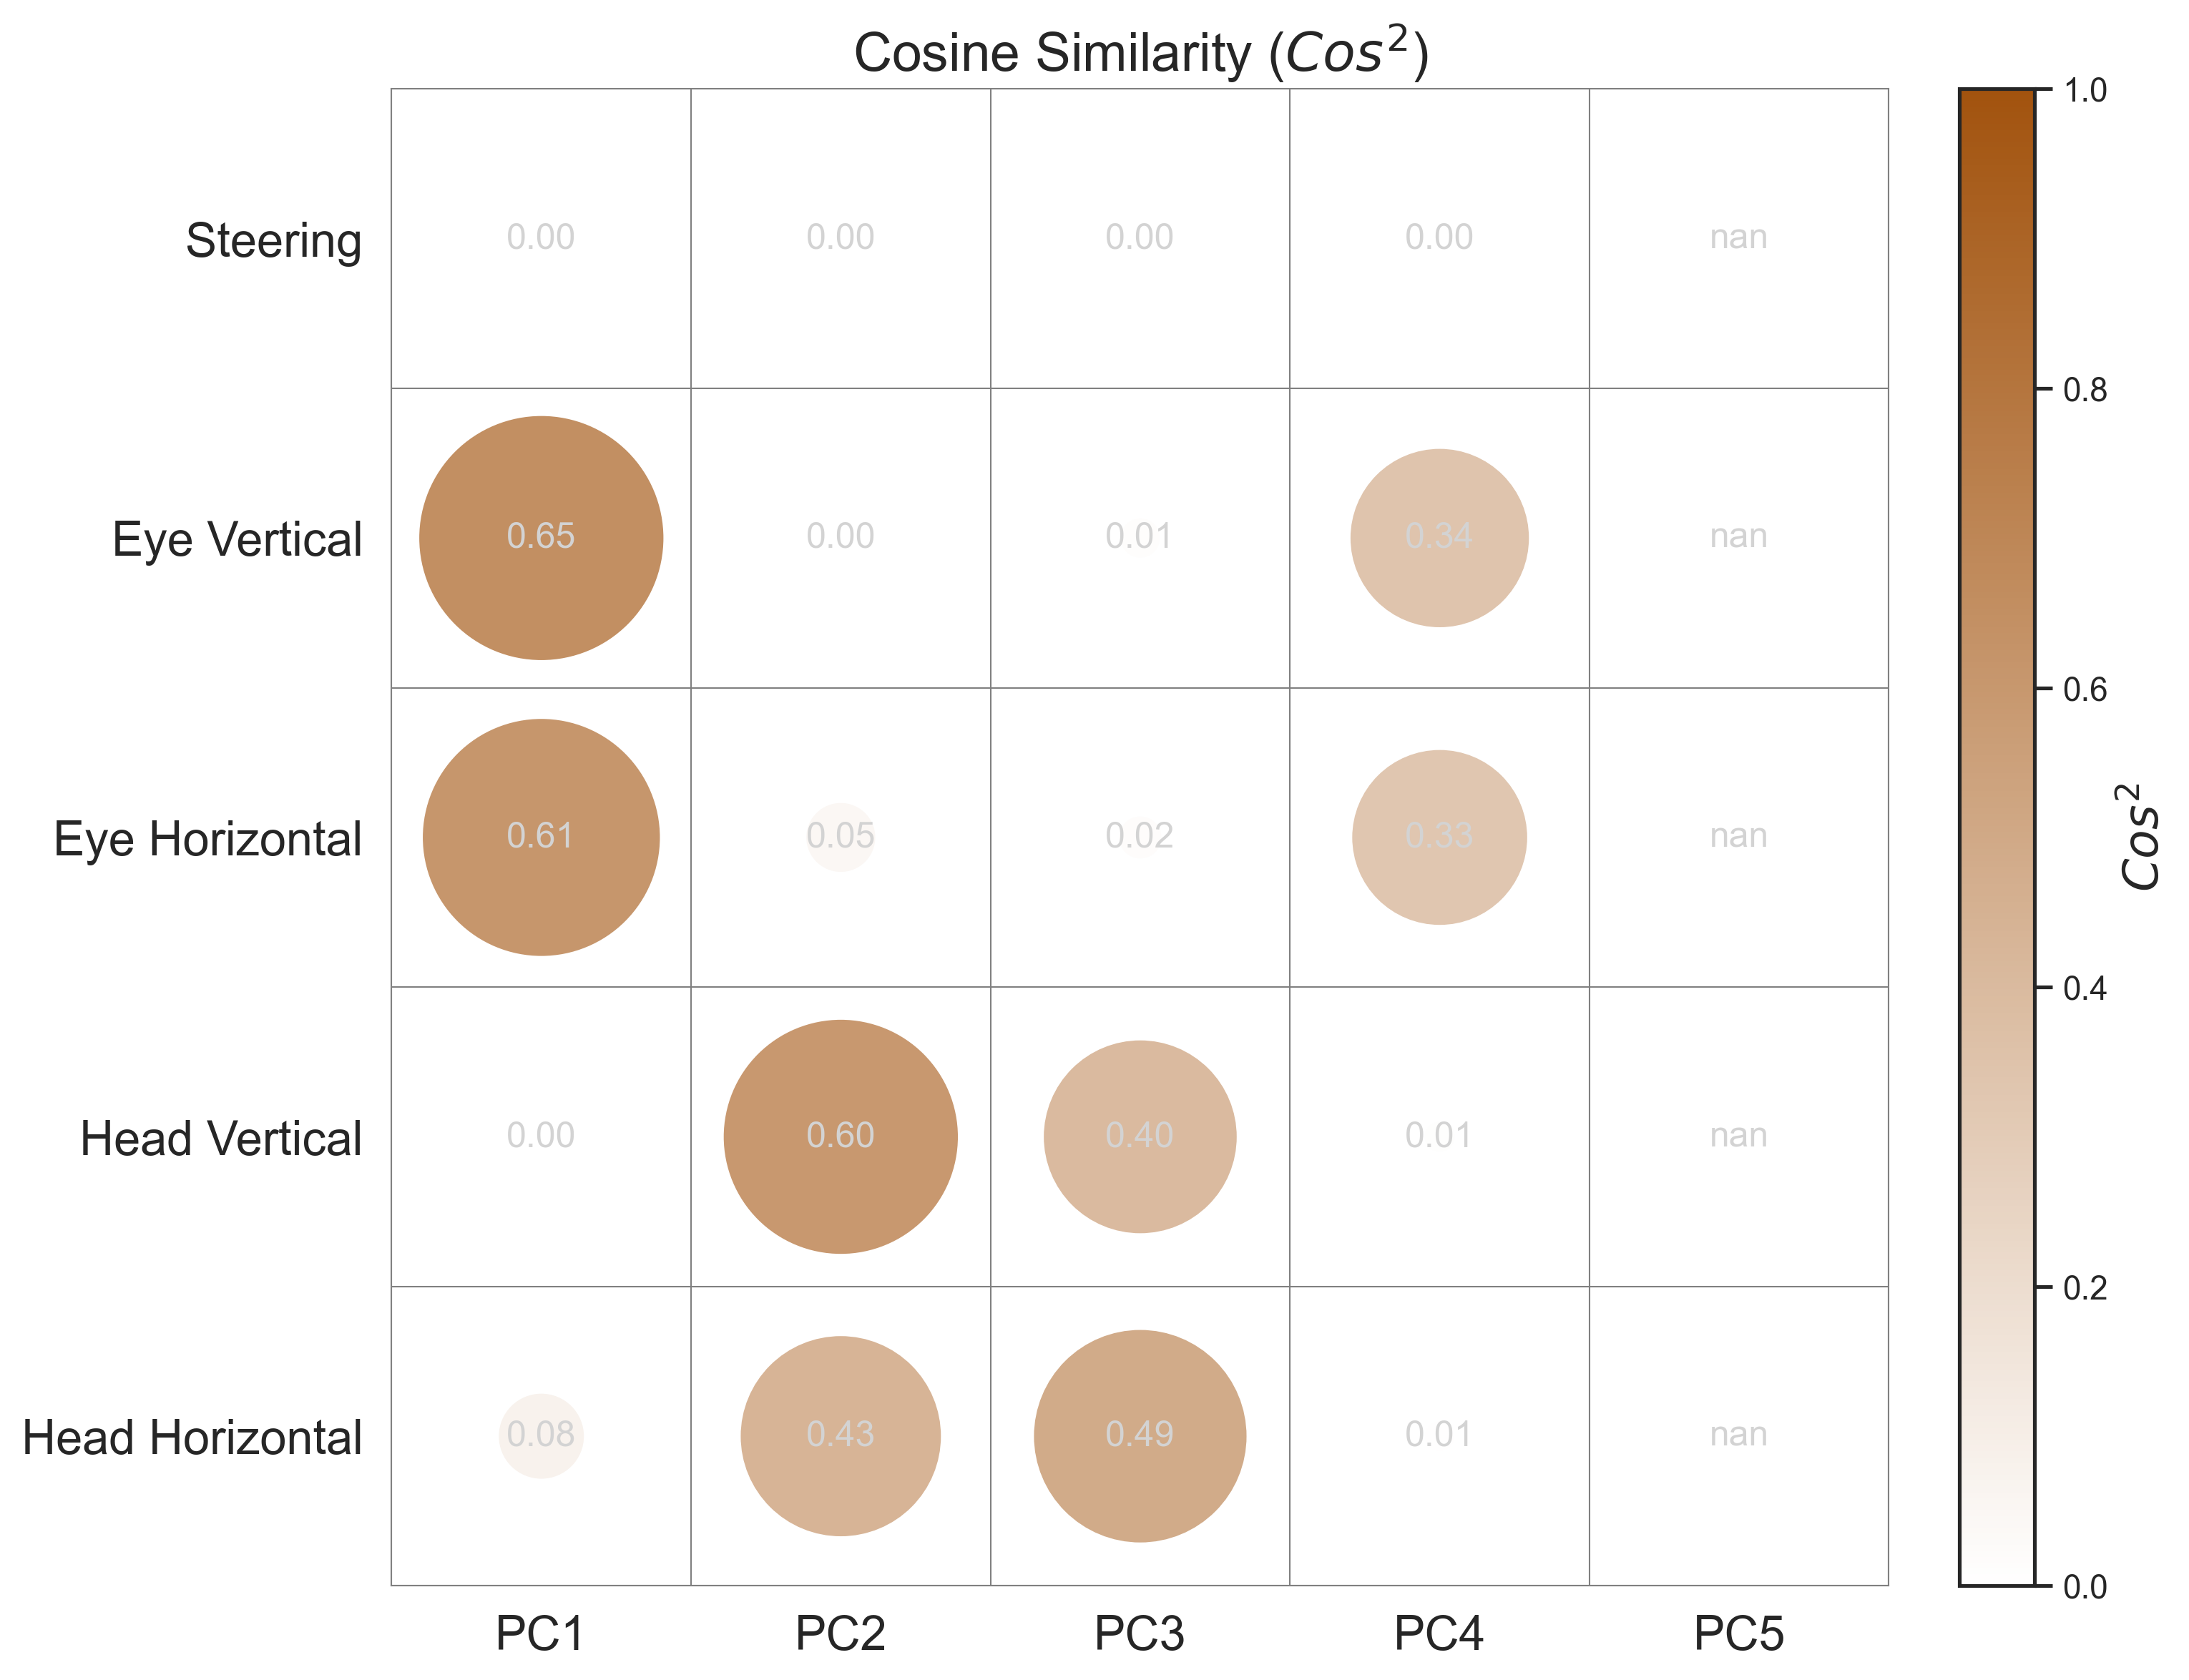 Cosine Similarity (Cos²)
Steering 0.00 0.00 0.00 0.00 nan
Eye Vertical 0.65 0.00 0.01 0.34 nan
Eye Horizontal 0.61 0.05 0.02 0.33 nan
Head Vertical 0.00 0.60 0.40 0.01 nan
Head Horizontal 0.08 0.43 0.49 0.01 nan
PC1 PC2 PC3 PC4 PC5
1.0
0.8
0.6
0.4
0.2
0.0
Cos²